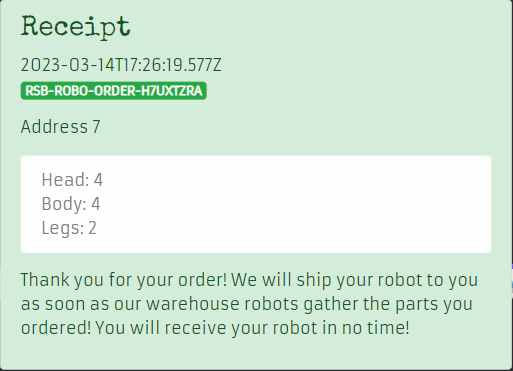 Receipt
2023-03-14T17:26:19.577Z
RSB-ROBO-ORDER-H7UXTZRA
Address 7
Head: 4
Body: 4
Legs: 2
Thank you for your order! We will ship your robot to you
as soon as our warehouse robots gather the parts you
ordered! You will receive your robot in no time!